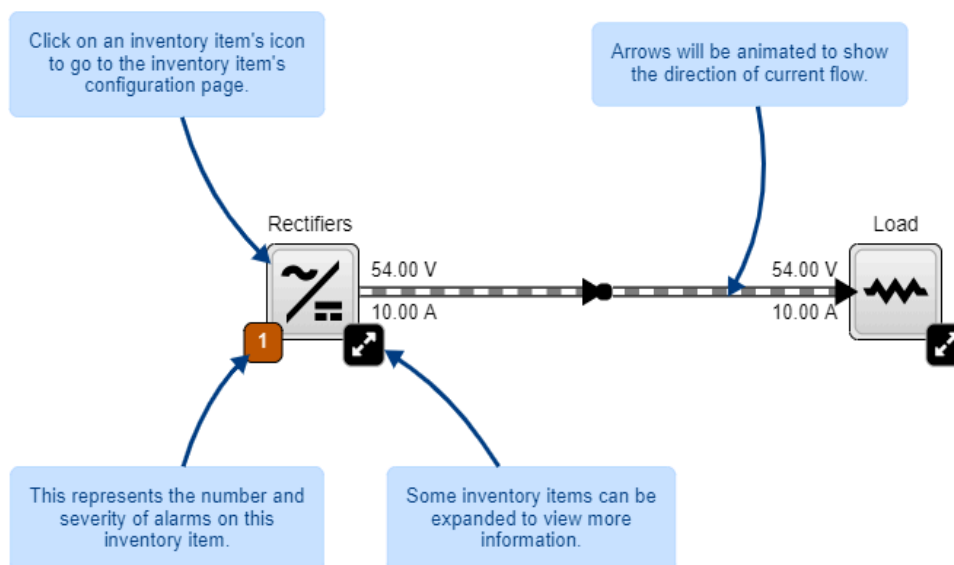 Click on an inventory item's icon
to go to the inventory item's
configuration page.
Arrows will be animated to show
the direction of current flow.
Rectifiers
Load
54.00 V
54.00 V
10.00 A
10.00 A
1
This represents the number and
severity of alarms on this
inventory item.
Some inventory items can be
expanded to view more
information.